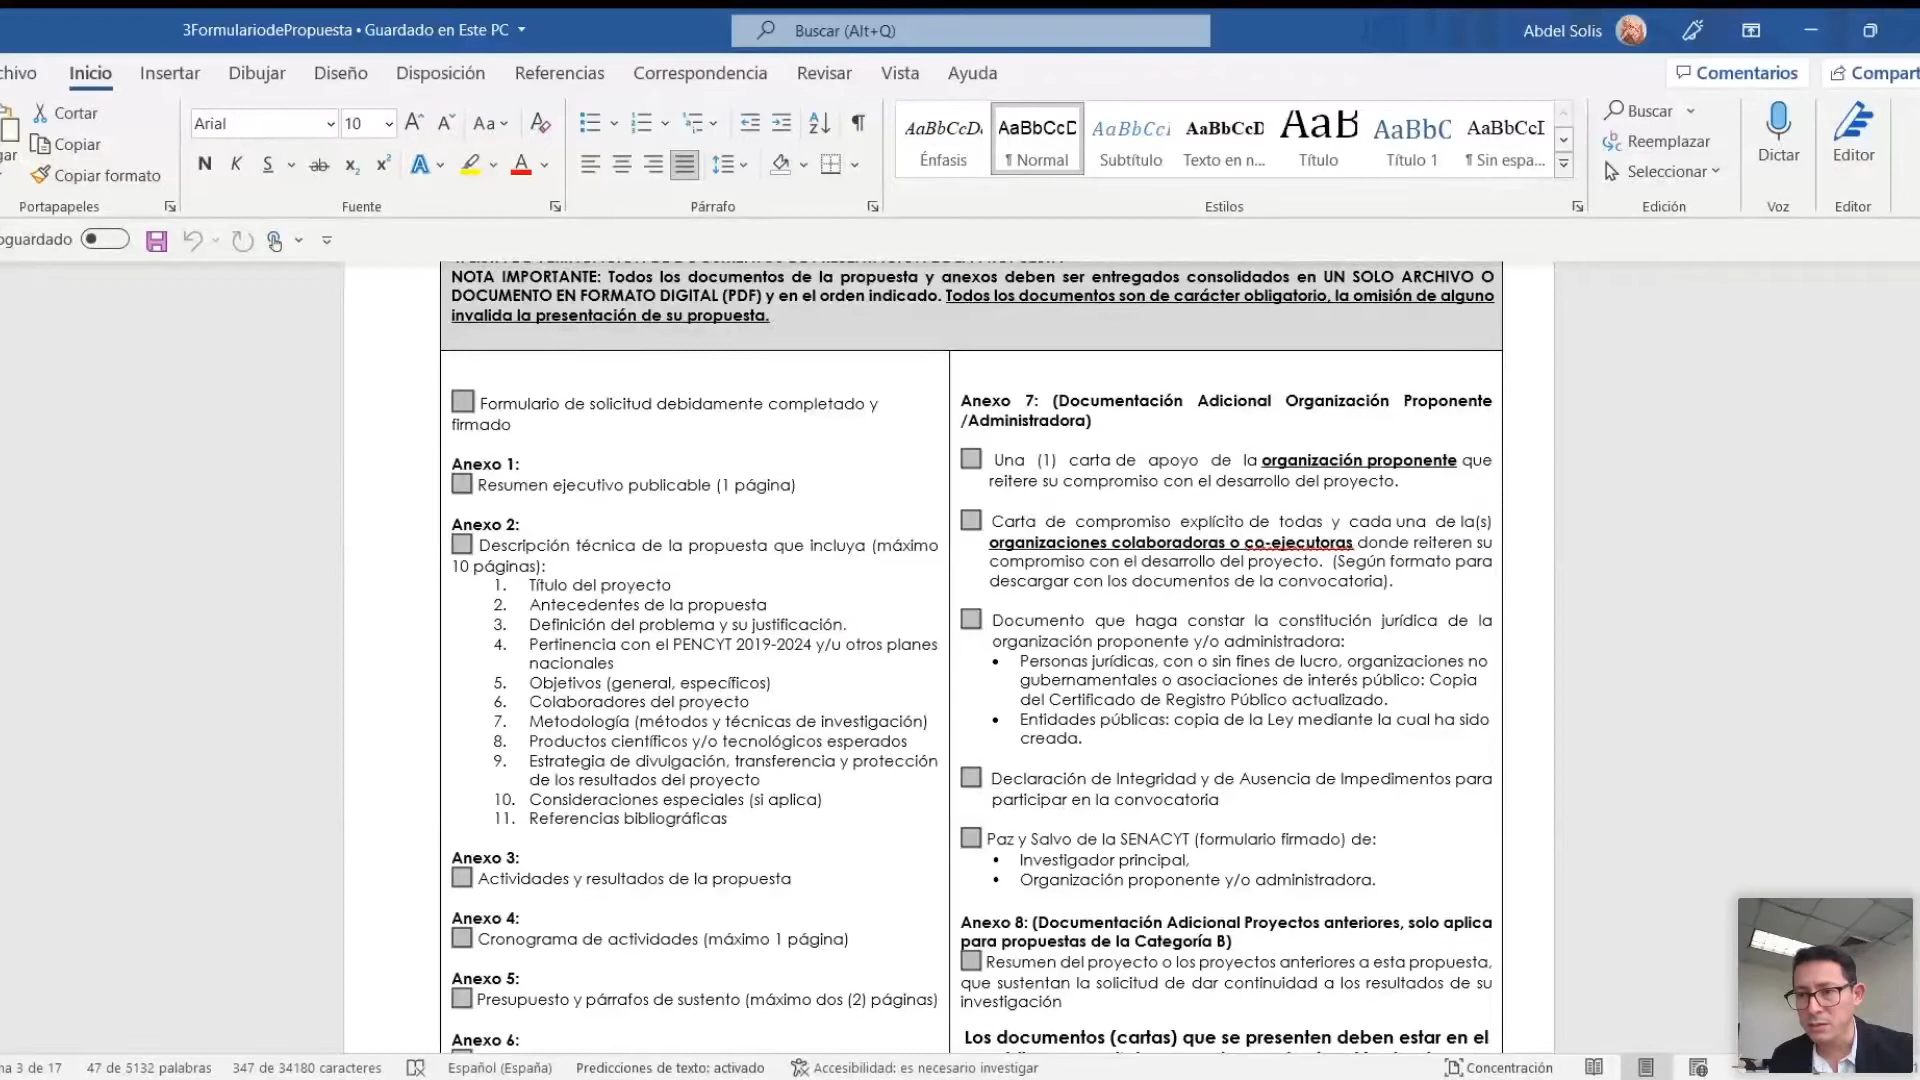 3FormulariodePropuesta • Guardado en Este PC
Buscar (Alt+Q)
Abdel Solis
chivo
Inicio
Insertar
Dibujar
Diseño
Disposición
Referencias
Correspondencia
Revisar
Vista
Ayuda
Comentarios
Compart
Cortar
Copiar
gar
Copiar formato
Portapapeles
Arial
10
Aa
N K S ab x₂ x²
Fuente
Párrafo
AaBbCcD
AaBbCcD
AaBbCcI
AaBbCcD
AaB
AaBbC
AaBbCcI
Énfasis
¶ Normal
Subtítulo
Texto en n...
Título
Título 1
¶ Sin espa...
Estilos
Buscar
Reemplazar
Seleccionar
Edición
Dictar
Voz
Editor
Editor
oguardado
NOTA IMPORTANTE: Todos los documentos de la propuesta y anexos deben ser entregados consolidados en UN SOLO ARCHIVO O
DOCUMENTO EN FORMATO DIGITAL (PDF) y en el orden indicado. Todos los documentos son de carácter obligatorio, la omisión de alguno
invalida la presentación de su propuesta.
Formulario de solicitud debidamente completado y
firmado
Anexo 1:
Resumen ejecutivo publicable (1 página)
Anexo 2:
Descripción técnica de la propuesta que incluya (máximo
10 páginas):
1. Título del proyecto
2. Antecedentes de la propuesta
3. Definición del problema y su justificación.
4. Pertinencia con el PENCYT 2019-2024 y/u otros planes
nacionales
5. Objetivos (general, específicos)
6. Colaboradores del proyecto
7. Metodología (métodos y técnicas de investigación)
8. Productos científicos y/o tecnológicos esperados
9. Estrategia de divulgación, transferencia y protección
de los resultados del proyecto
10. Consideraciones especiales (si aplica)
11. Referencias bibliográficas
Anexo 3:
Actividades y resultados de la propuesta
Anexo 4:
Cronograma de actividades (máximo 1 página)
Anexo 5:
Presupuesto y párrafos de sustento (máximo dos (2) páginas)
Anexo 6:
Anexo 7: (Documentación Adicional Organización Proponente
/Administradora)
Una (1) carta de apoyo de la organización proponente que
reitere su compromiso con el desarrollo del proyecto.
Carta de compromiso explícito de todas y cada una de la(s)
organizaciones colaboradoras o co-ejecutoras donde reiteren su
compromiso con el desarrollo del proyecto. (Según formato para
descargar con los documentos de la convocatoria).
Documento que haga constar la constitución jurídica de la
organización proponente y/o administradora:
• Personas jurídicas, con o sin fines de lucro, organizaciones no
gubernamentales o asociaciones de interés público: Copia
del Certificado de Registro Público actualizado.
• Entidades públicas: copia de la Ley mediante la cual ha sido
creada.
Declaración de Integridad y de Ausencia de Impedimentos para
participar en la convocatoria
Paz y Salvo de la SENACYT (formulario firmado) de:
• Investigador principal,
• Organización proponente y/o administradora.
Anexo 8: (Documentación Adicional Proyectos anteriores, solo aplica
para propuestas de la Categoría B)
Resumen del proyecto o los proyectos anteriores a esta propuesta,
que sustentan la solicitud de dar continuidad a los resultados de su
investigación
Los documentos (cartas) que se presenten deben estar en el
na 3 de 17
47 de 5132 palabras
347 de 34180 caracteres
Español (España)
Predicciones de texto: activado
Accesibilidad: es necesario investigar
Concentración